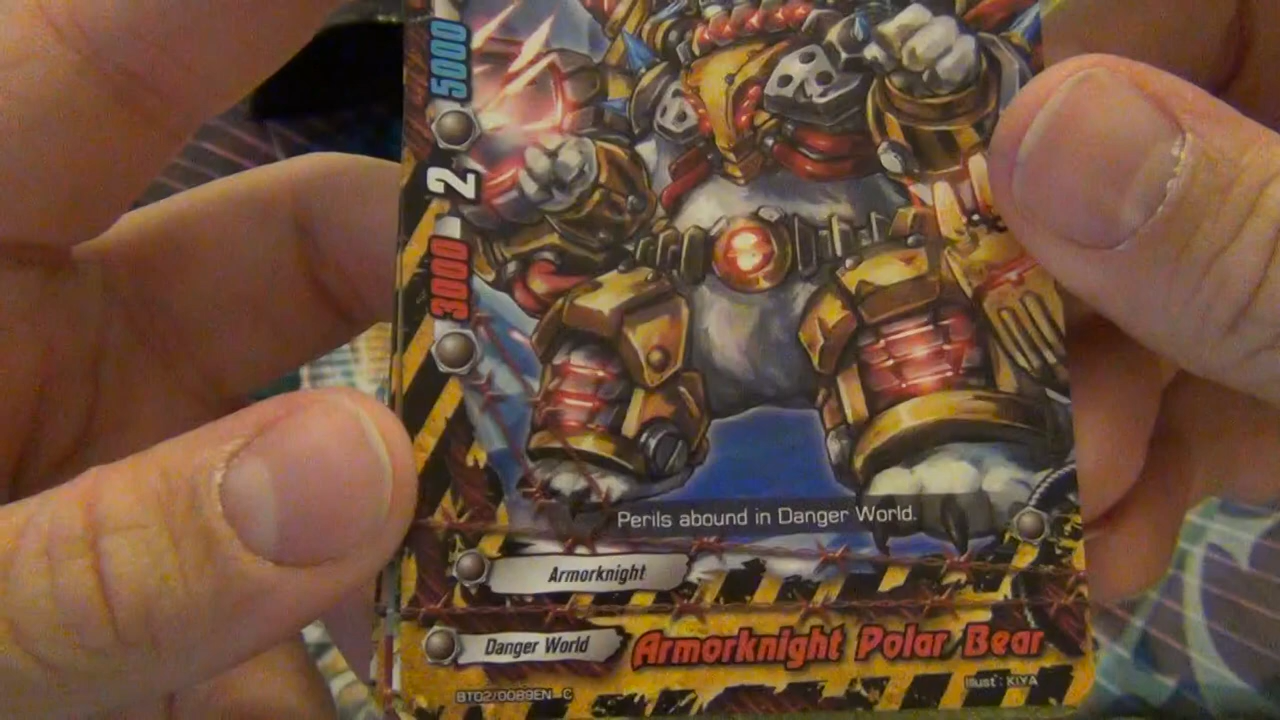 5000
2
3000
Perils abound in Danger World.
Armorknight
Danger World
Armorknight Polar Bear
BT02/0089EN C
Illust: KIYA